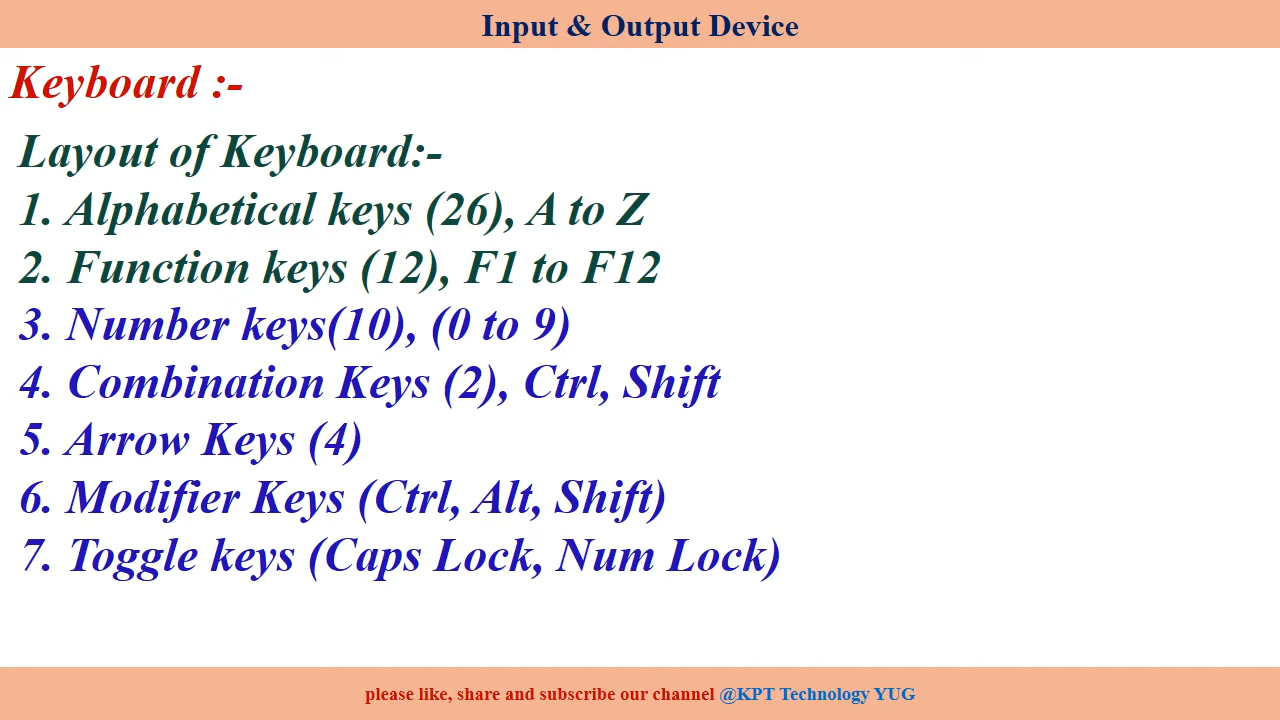 Input & Output Device
Keyboard :-
Layout of Keyboard:-
1. Alphabetical keys (26), A to Z
2. Function keys (12), F1 to F12
3. Number keys(10), (0 to 9)
4. Combination Keys (2), Ctrl, Shift
5. Arrow Keys (4)
6. Modifier Keys (Ctrl, Alt, Shift)
7. Toggle keys (Caps Lock, Num Lock)
please like, share and subscribe our channel @KPT Technology YUG